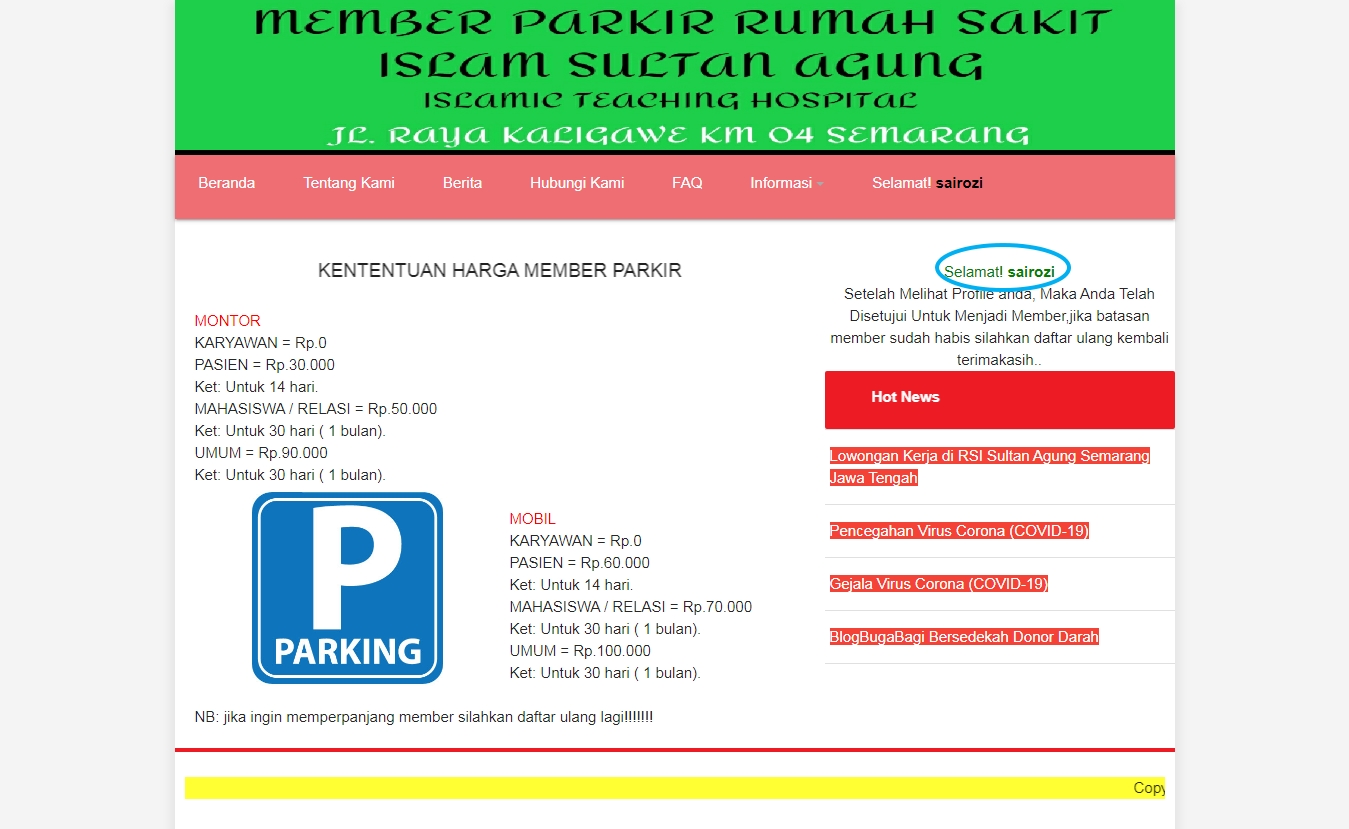 MEMBER PARKIR RUMAH SAKIT
ISLAM SULTAN AGUNG
ISLAMIC TEACHING HOSPITAL
JL. RAYA KALIGAWE KM 04 SEMARANG
Beranda Tentang Kami Berita Hubungi Kami FAQ Informasi Selamat! sairozi
KENTENTUAN HARGA MEMBER PARKIR
MONTOR
KARYAWAN = Rp.0
PASIEN = Rp.30.000
Ket: Untuk 14 hari.
MAHASISWA / RELASI = Rp.50.000
Ket: Untuk 30 hari ( 1 bulan).
UMUM = Rp.90.000
Ket: Untuk 30 hari ( 1 bulan).
P
PARKING
MOBIL
KARYAWAN = Rp.0
PASIEN = Rp.60.000
Ket: Untuk 14 hari.
MAHASISWA / RELASI = Rp.70.000
Ket: Untuk 30 hari ( 1 bulan).
UMUM = Rp.100.000
Ket: Untuk 30 hari ( 1 bulan).
NB: jika ingin memperpanjang member silahkan daftar ulang lagi!!!!!!!
Selamat! sairozi
Setelah Melihat Profile anda, Maka Anda Telah
Disetujui Untuk Menjadi Member,jika batasan
member sudah habis silahkan daftar ulang kembali
terimakasih..
Hot News
Lowongan Kerja di RSI Sultan Agung Semarang
Jawa Tengah
Pencegahan Virus Corona (COVID-19)
Gejala Virus Corona (COVID-19)
BlogBugaBagi Bersedekah Donor Darah
Copy